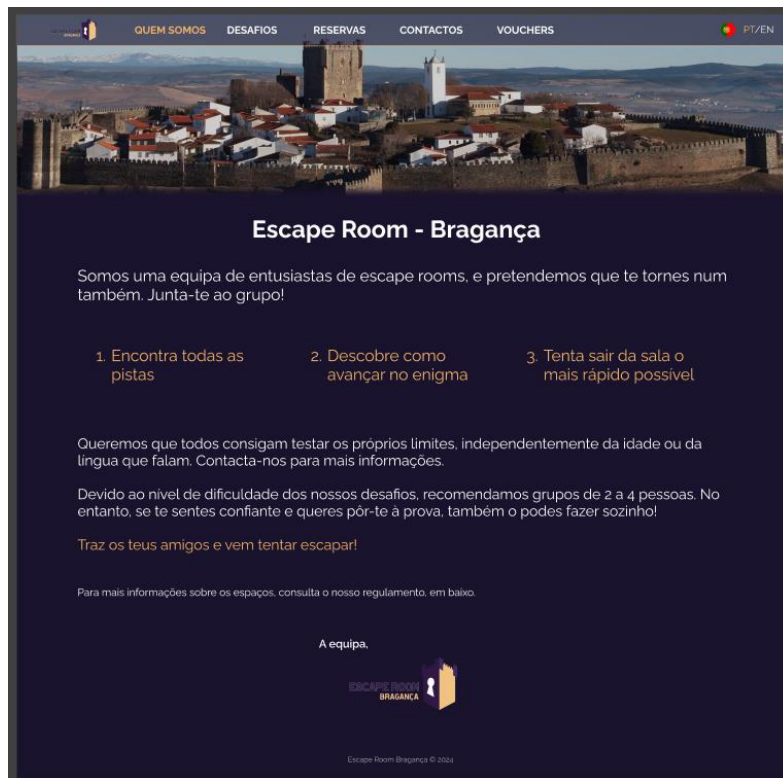 QUEM SOMOS DESAFIOS RESERVAS CONTACTOS VOUCHERS PT/EN
Escape Room - Bragança
Somos uma equipa de entusiastas de escape rooms, e pretendemos que te tornes num
também. Junta-te ao grupo!
1. Encontra todas as
pistas
2. Descobre como
avançar no enigma
3. Tenta sair da sala o
mais rápido possível
Queremos que todos consigam testar os próprios limites, independentemente da idade ou da
língua que falam. Contacta-nos para mais informações.
Devido ao nível de dificuldade dos nossos desafios, recomendamos grupos de 2 a 4 pessoas. No
entanto, se te sentes confiante e queres pôr-te à prova, também o podes fazer sozinho!
Traz os teus amigos e vem tentar escapar!
Para mais informações sobre os espaços, consulta o nosso regulamento, em baixo.
A equipa,
ESCAPE ROOM
BRAGANÇA
Escape Room Bragança © 2024